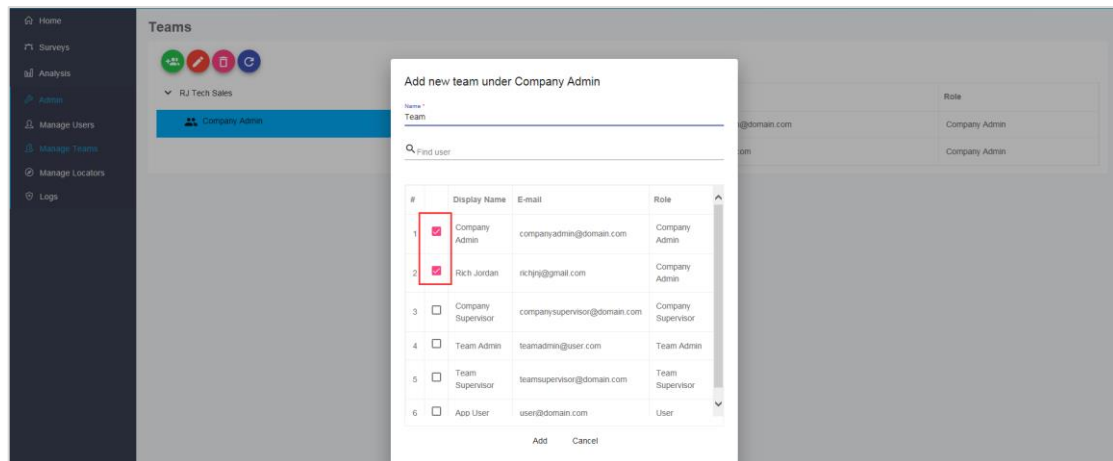 Home
Surveys
Analysis
Admin
Manage Users
Manage Teams
Manage Locators
Logs
Teams
RJ Tech Sales
Company Admin
Add new team under Company Admin
Name *
Team
Find user
# Display Name E-mail Role
1 Company Admin companyadmin@domain.com Company Admin
2 Rich Jordan richjnj@gmail.com Company Admin
3 Company Supervisor companysupervisor@domain.com Company Supervisor
4 Team Admin teamadmin@user.com Team Admin
5 Team Supervisor teamsupervisor@domain.com Team Supervisor
6 App User user@domain.com User
Add Cancel
Role
@domain.com Company Admin
om Company Admin